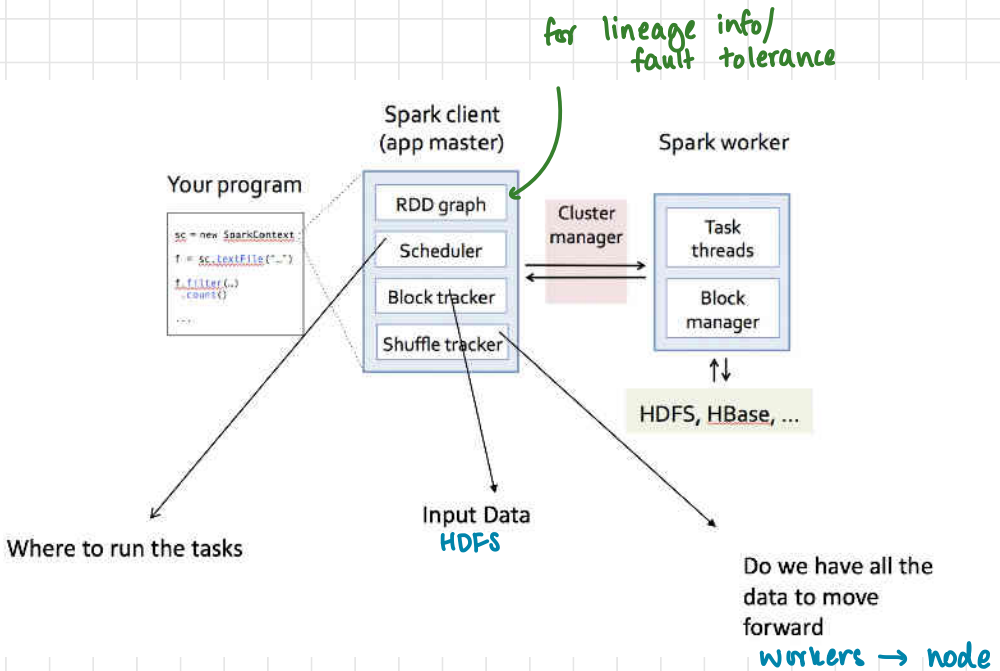 for lineage info/
fault tolerance
Spark client
(app master)
Spark worker
Your program
RDD graph
Scheduler
Block tracker
Shuffle tracker
Cluster
manager
Task
threads
Block
manager
sc = new SparkContext
f = sc.textFile("…")
f.filter(…)
.count()
...
HDFS, HBase, ...
Where to run the tasks
Input Data
HDFS
Do we have all the
data to move
forward
workers → node